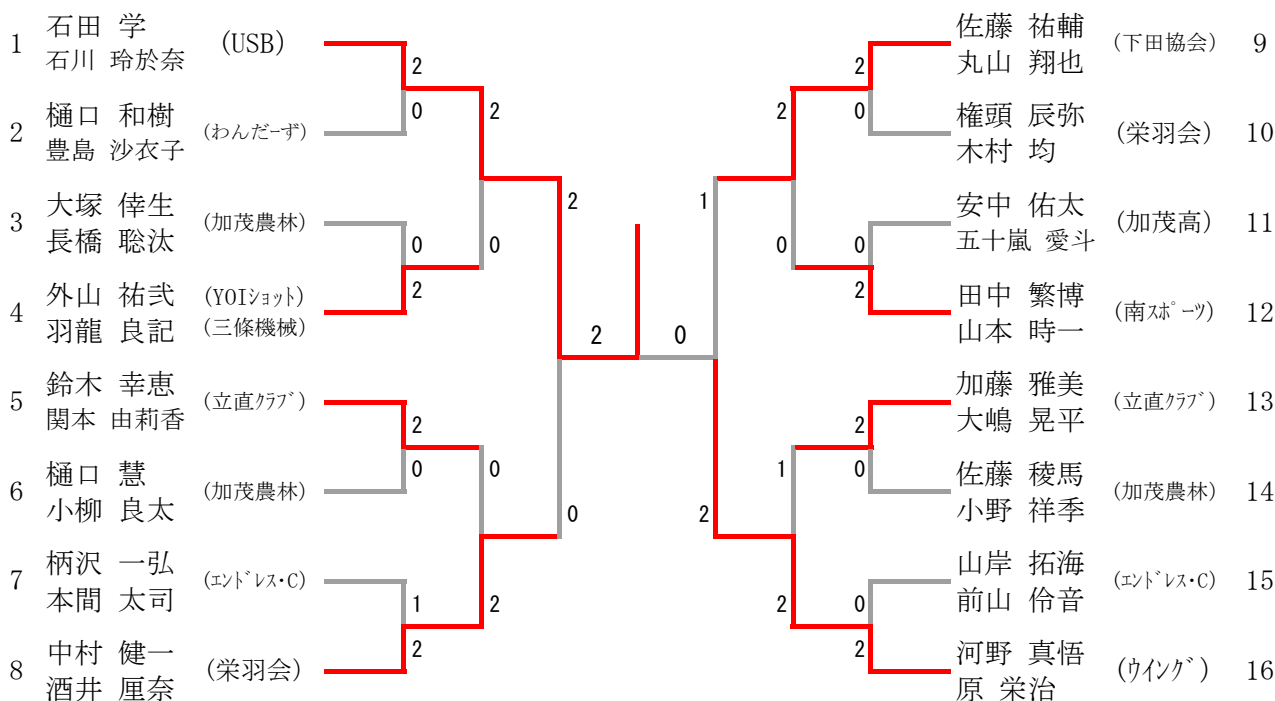 1 石田 学 (USB)
石川 玲於奈
2 樋口 和樹 (わんだーず)
豊島 沙衣子
3 大塚 倖生 (加茂農林)
長橋 聡汰
4 外山 祐弐 (YOIショット)
羽龍 良記 (三條機械)
5 鈴木 幸恵 (立直クラブ)
関本 由莉香
6 樋口 慧 (加茂農林)
小柳 良太
7 柄沢 一弘 (エンドレス・C)
本間 太司
8 中村 健一 (栄羽会)
酒井 厘奈
2
0
0
2
2
0
1
2
2
0
0
2
2
0
2
0
1
2
2
0
1
2
2
0
0
2
2
0
0
2
佐藤 祐輔 (下田協会) 9
丸山 翔也
権頭 辰弥 (栄羽会) 10
木村 均
安中 佑太 (加茂高) 11
五十嵐 愛斗
田中 繁博 (南スポーツ) 12
山本 時一
加藤 雅美 (立直クラブ) 13
大嶋 晃平
佐藤 稜馬 (加茂農林) 14
小野 祥季
山岸 拓海 (エンドレス・C) 15
前山 伶音
河野 真悟 (ウイング) 16
原 栄治